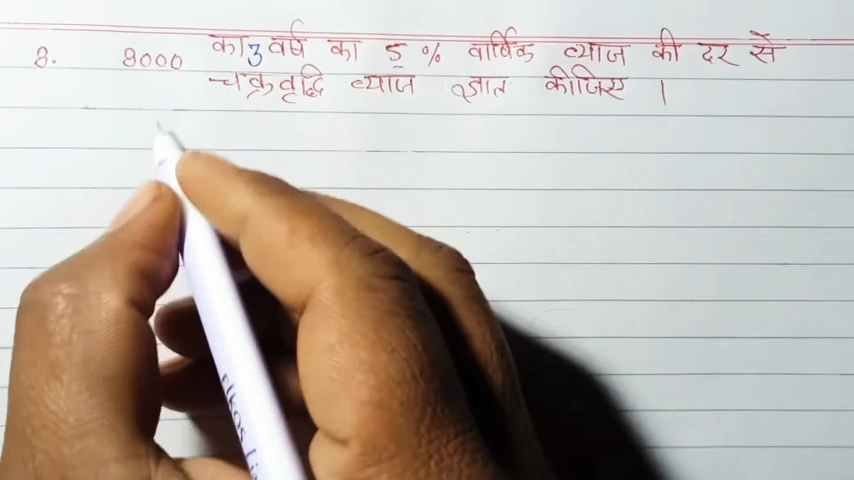 8. 8000 का 3 वर्ष का 5 % वार्षिक ब्याज की दर से
चक्रवृद्धि ब्याज ज्ञात कीजिए ।